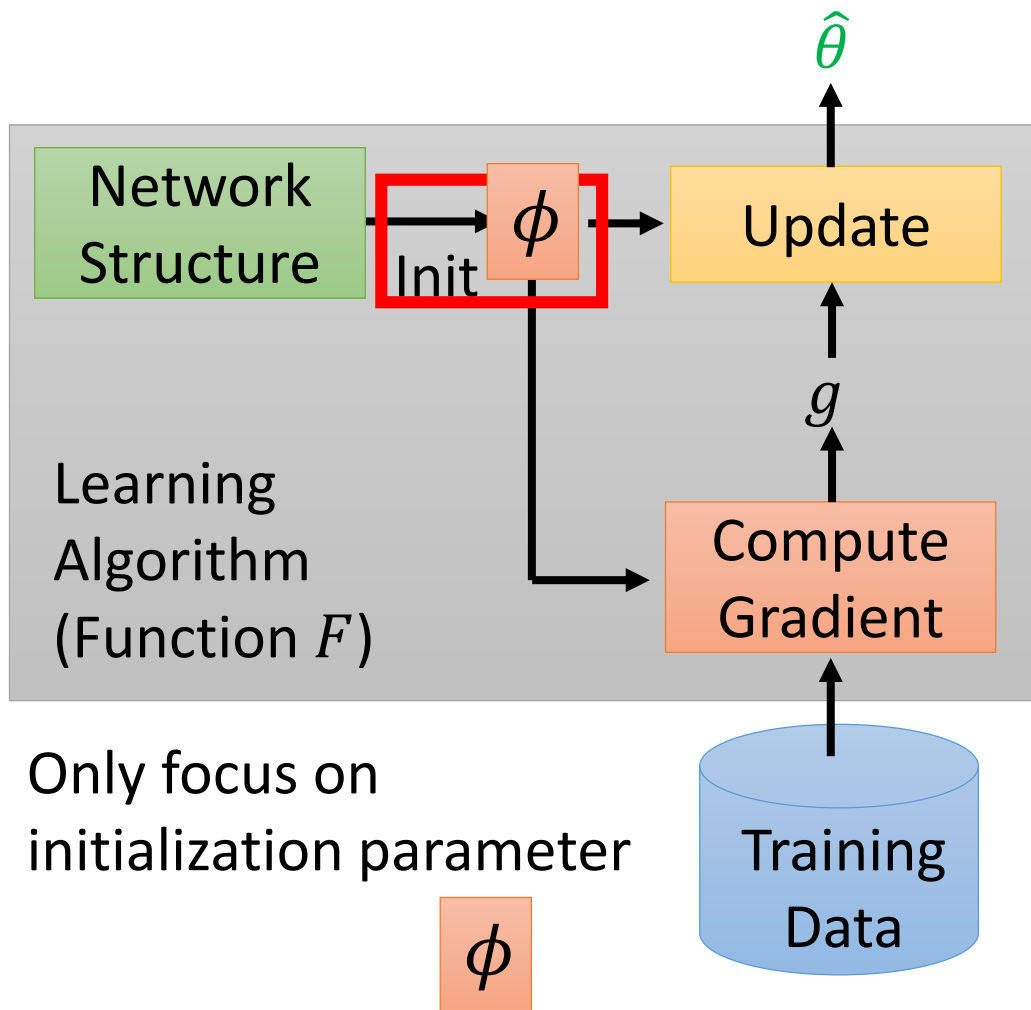 θ̂
Network
Structure
Init
ϕ
Update
g
Learning
Algorithm
(Function F)
Compute
Gradient
Only focus on
initialization parameter
ϕ
Training
Data